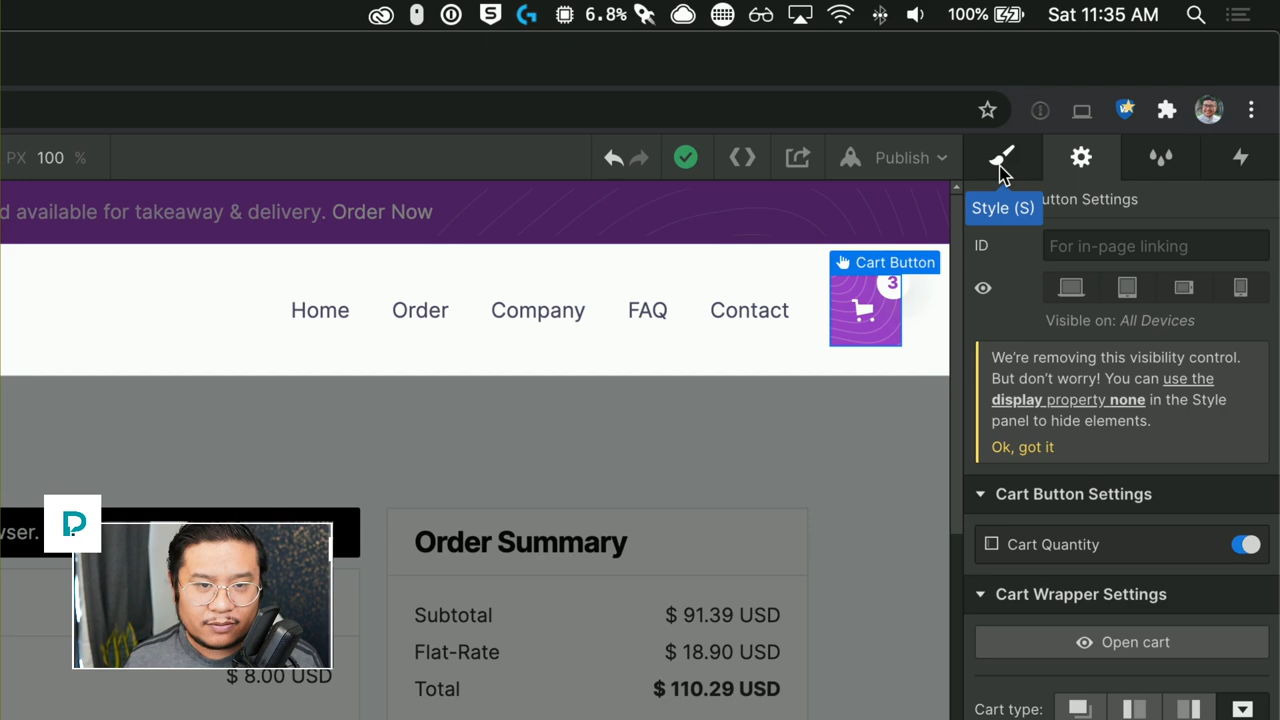 6.8%
100%
Sat 11:35 AM
PX 100 %
Publish
Style (S)
utton Settings
d available for takeaway & delivery. Order Now
ID
For in-page linking
Cart Button
3
Home
Order
Company
FAQ
Contact
Visible on: All Devices
We're removing this visibility control.
But don't worry! You can use the
display property none in the Style
panel to hide elements.
Ok, got it
Cart Button Settings
Cart Quantity
Cart Wrapper Settings
Open cart
Cart type:
wser.
Order Summary
Subtotal
$ 91.39 USD
Flat-Rate
$ 18.90 USD
Total
$ 110.29 USD
$ 8.00 USD